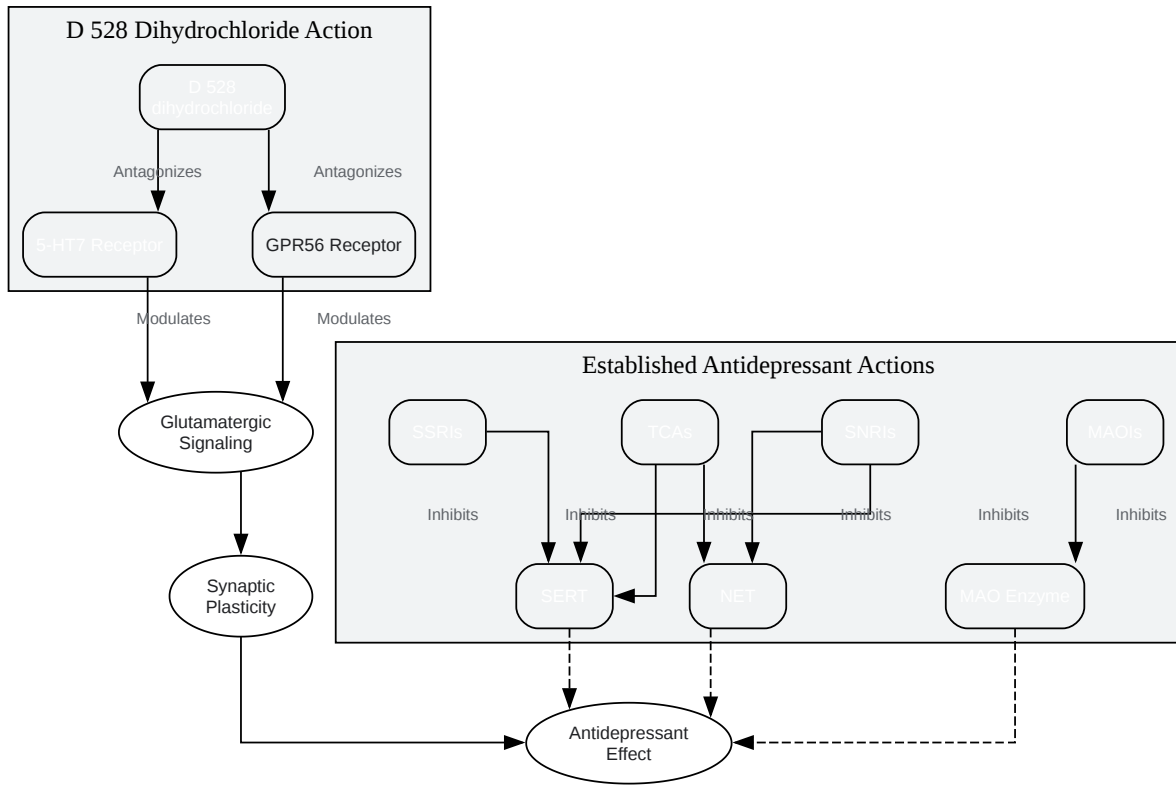 D 528 Dihydrochloride Action
D 528
dihydrochloride
Antagonizes
Antagonizes
5-HT7 Receptor
GPR56 Receptor
Modulates
Modulates
Glutamatergic
Signaling
Synaptic
Plasticity
Established Antidepressant Actions
SSRIs
TCAs
SNRIs
MAOIs
Inhibits
Inhibits
Inhibits
Inhibits
Inhibits
Inhibits
SERT
NET
MAO Enzyme
Antidepressant
Effect